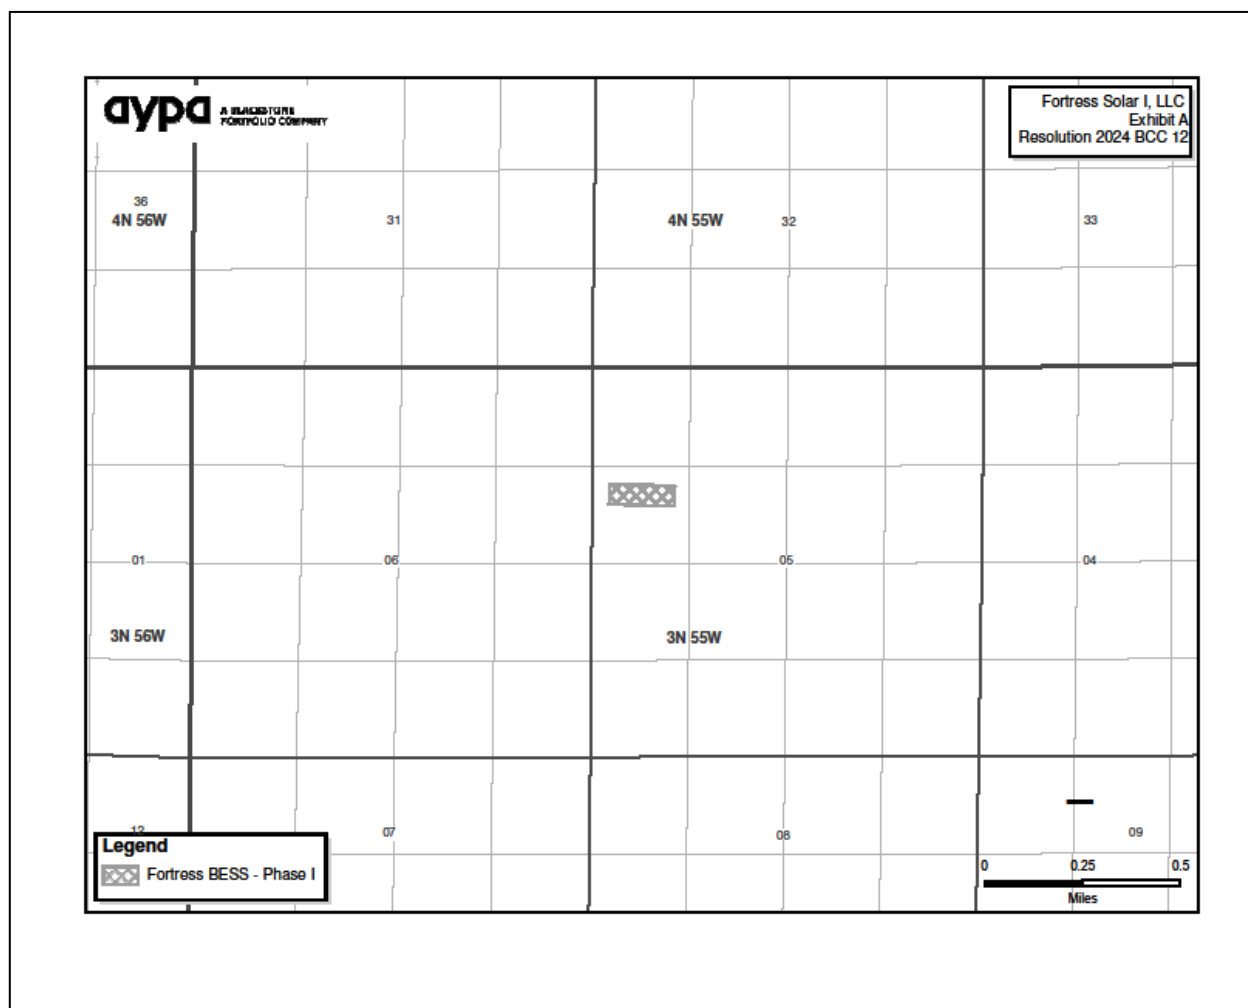 aypa
A BLACKSTONE
PORTFOLIO COMPANY
Fortress Solar I, LLC
Exhibit A
Resolution 2024 BCC 12
36
4N 56W
31
4N 55W
32
33
01
06
05
04
3N 56W
3N 55W
12
07
08
09
Legend
Fortress BESS - Phase I
0 0.25 0.5
Miles